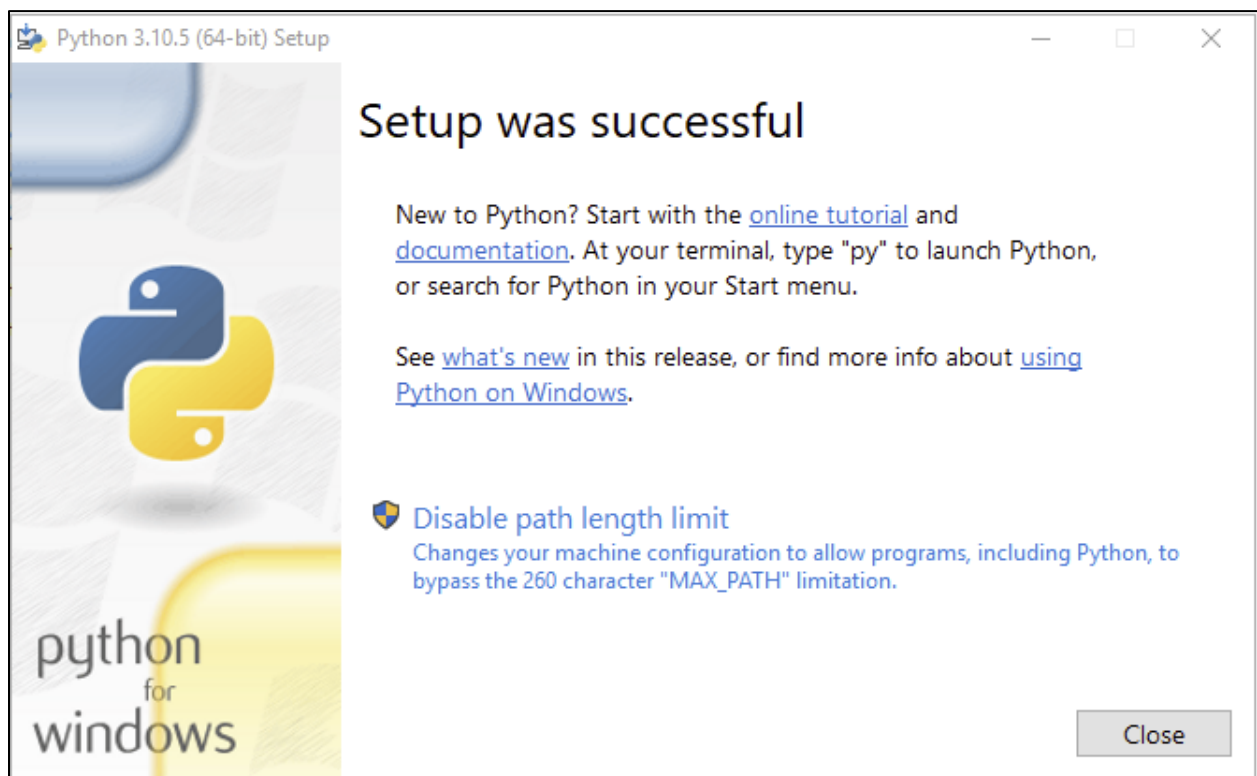 Python 3.10.5 (64-bit) Setup
Setup was successful
New to Python? Start with the online tutorial and
documentation. At your terminal, type "py" to launch Python,
or search for Python in your Start menu.
See what's new in this release, or find more info about using
Python on Windows.
Disable path length limit
Changes your machine configuration to allow programs, including Python, to
bypass the 260 character "MAX_PATH" limitation.
python
for
windows
Close